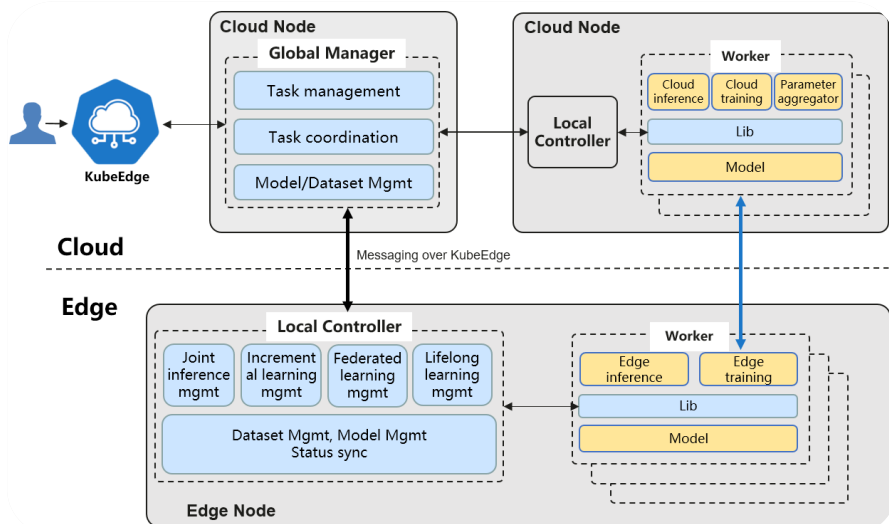 Cloud Node
Global Manager
Task management
Task coordination
Model/Dataset Mgmt
KubeEdge
Cloud Node
Worker
Cloud
inference
Cloud
training
Parameter
aggregator
Local
Controller
Lib
Model
Cloud
Messaging over KubeEdge
Edge
Local Controller
Joint
inference
mgmt
Increment
al learning
mgmt
Federated
learning
mgmt
Lifelong
learning
mgmt
Dataset Mgmt, Model Mgmt
Status sync
Worker
Edge
inference
Edge
training
Lib
Model
Edge Node